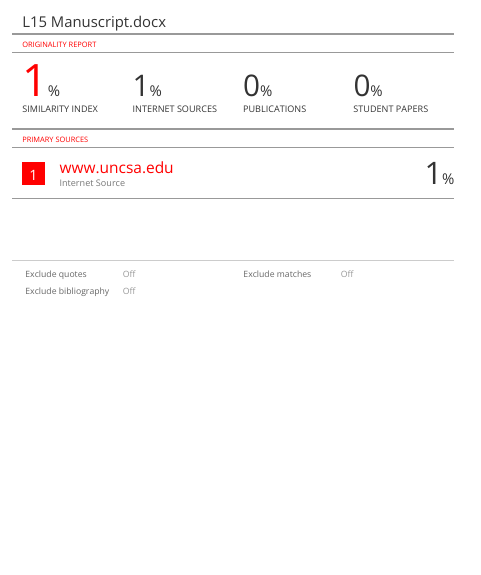 L15 Manuscript.docx
ORIGINALITY REPORT
1% 1% 0% 0%
SIMILARITY INDEX INTERNET SOURCES PUBLICATIONS STUDENT PAPERS
PRIMARY SOURCES
1 www.uncsa.edu 1%
Internet Source
Exclude quotes Off Exclude matches Off
Exclude bibliography Off